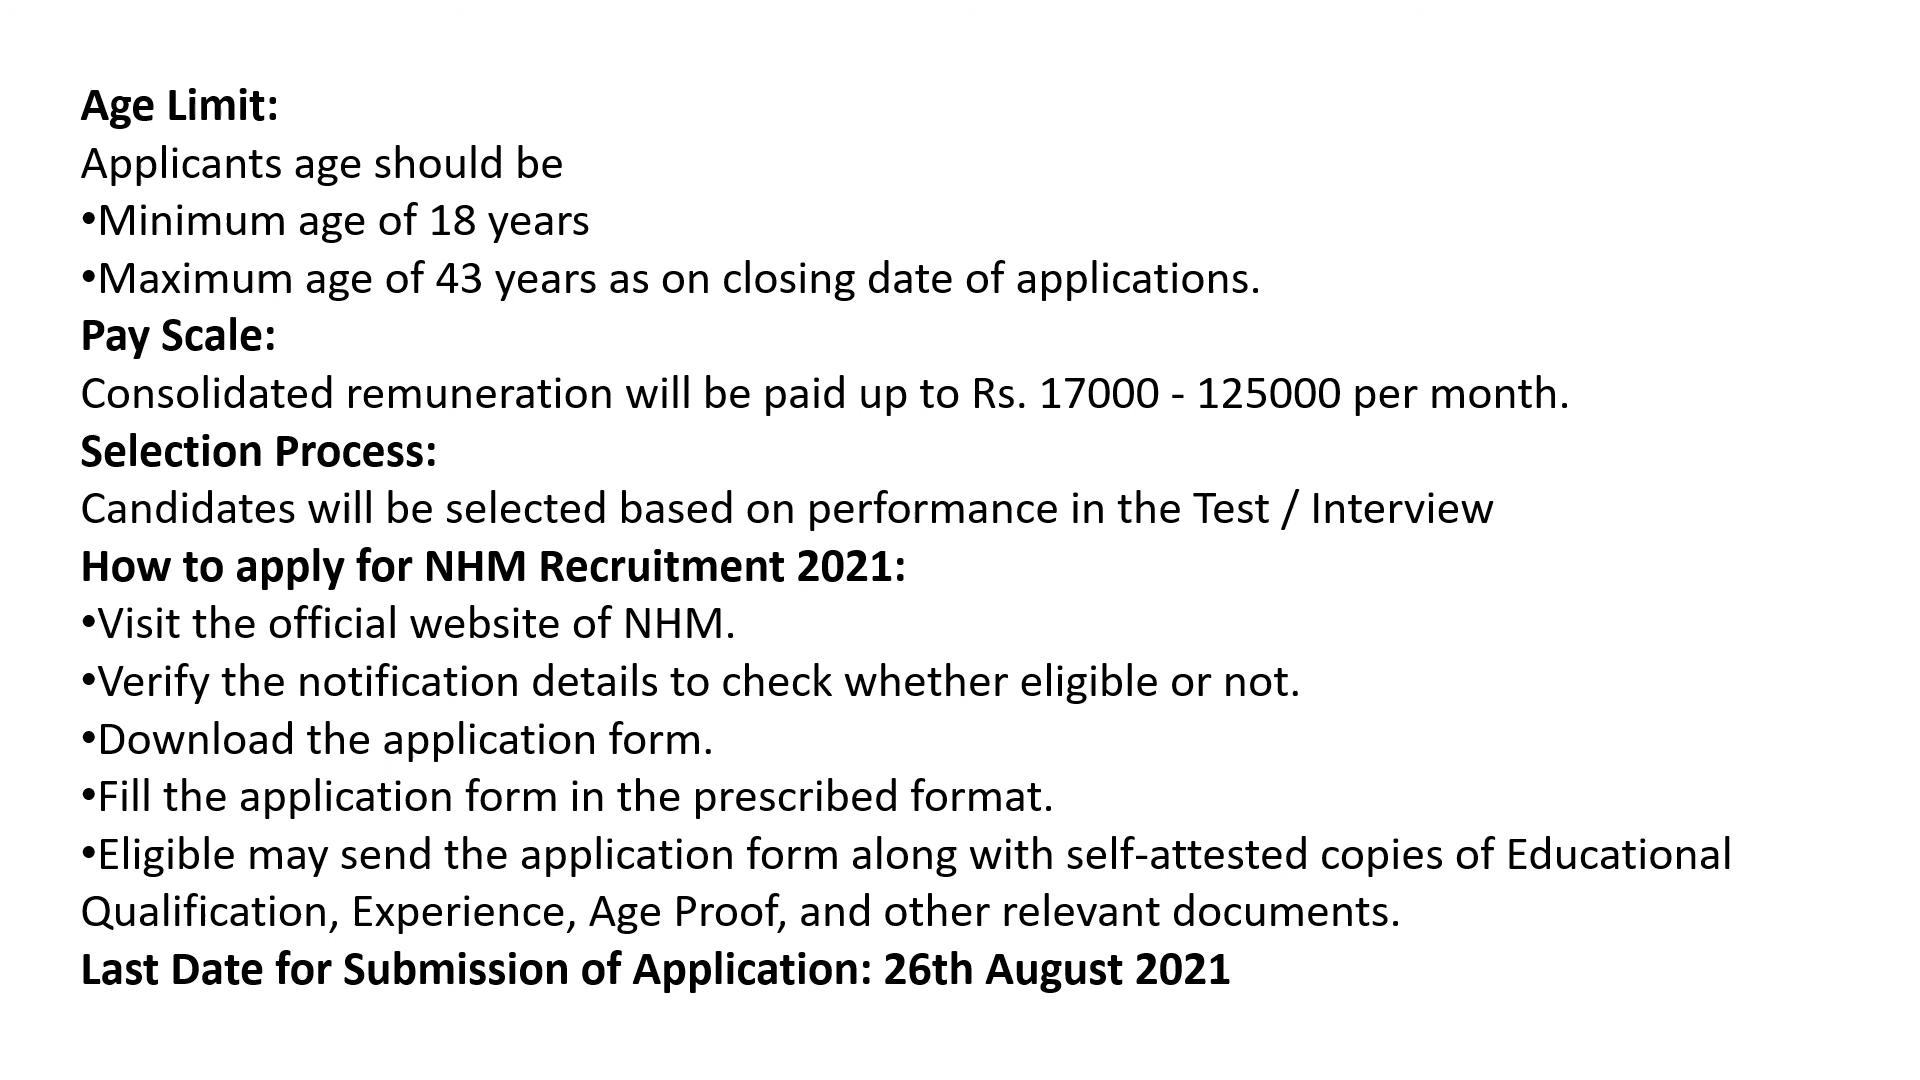 Age Limit:
Applicants age should be
•Minimum age of 18 years
•Maximum age of 43 years as on closing date of applications.
Pay Scale:
Consolidated remuneration will be paid up to Rs. 17000 - 125000 per month.
Selection Process:
Candidates will be selected based on performance in the Test / Interview
How to apply for NHM Recruitment 2021:
•Visit the official website of NHM.
•Verify the notification details to check whether eligible or not.
•Download the application form.
•Fill the application form in the prescribed format.
•Eligible may send the application form along with self-attested copies of Educational
Qualification, Experience, Age Proof, and other relevant documents.
Last Date for Submission of Application: 26th August 2021